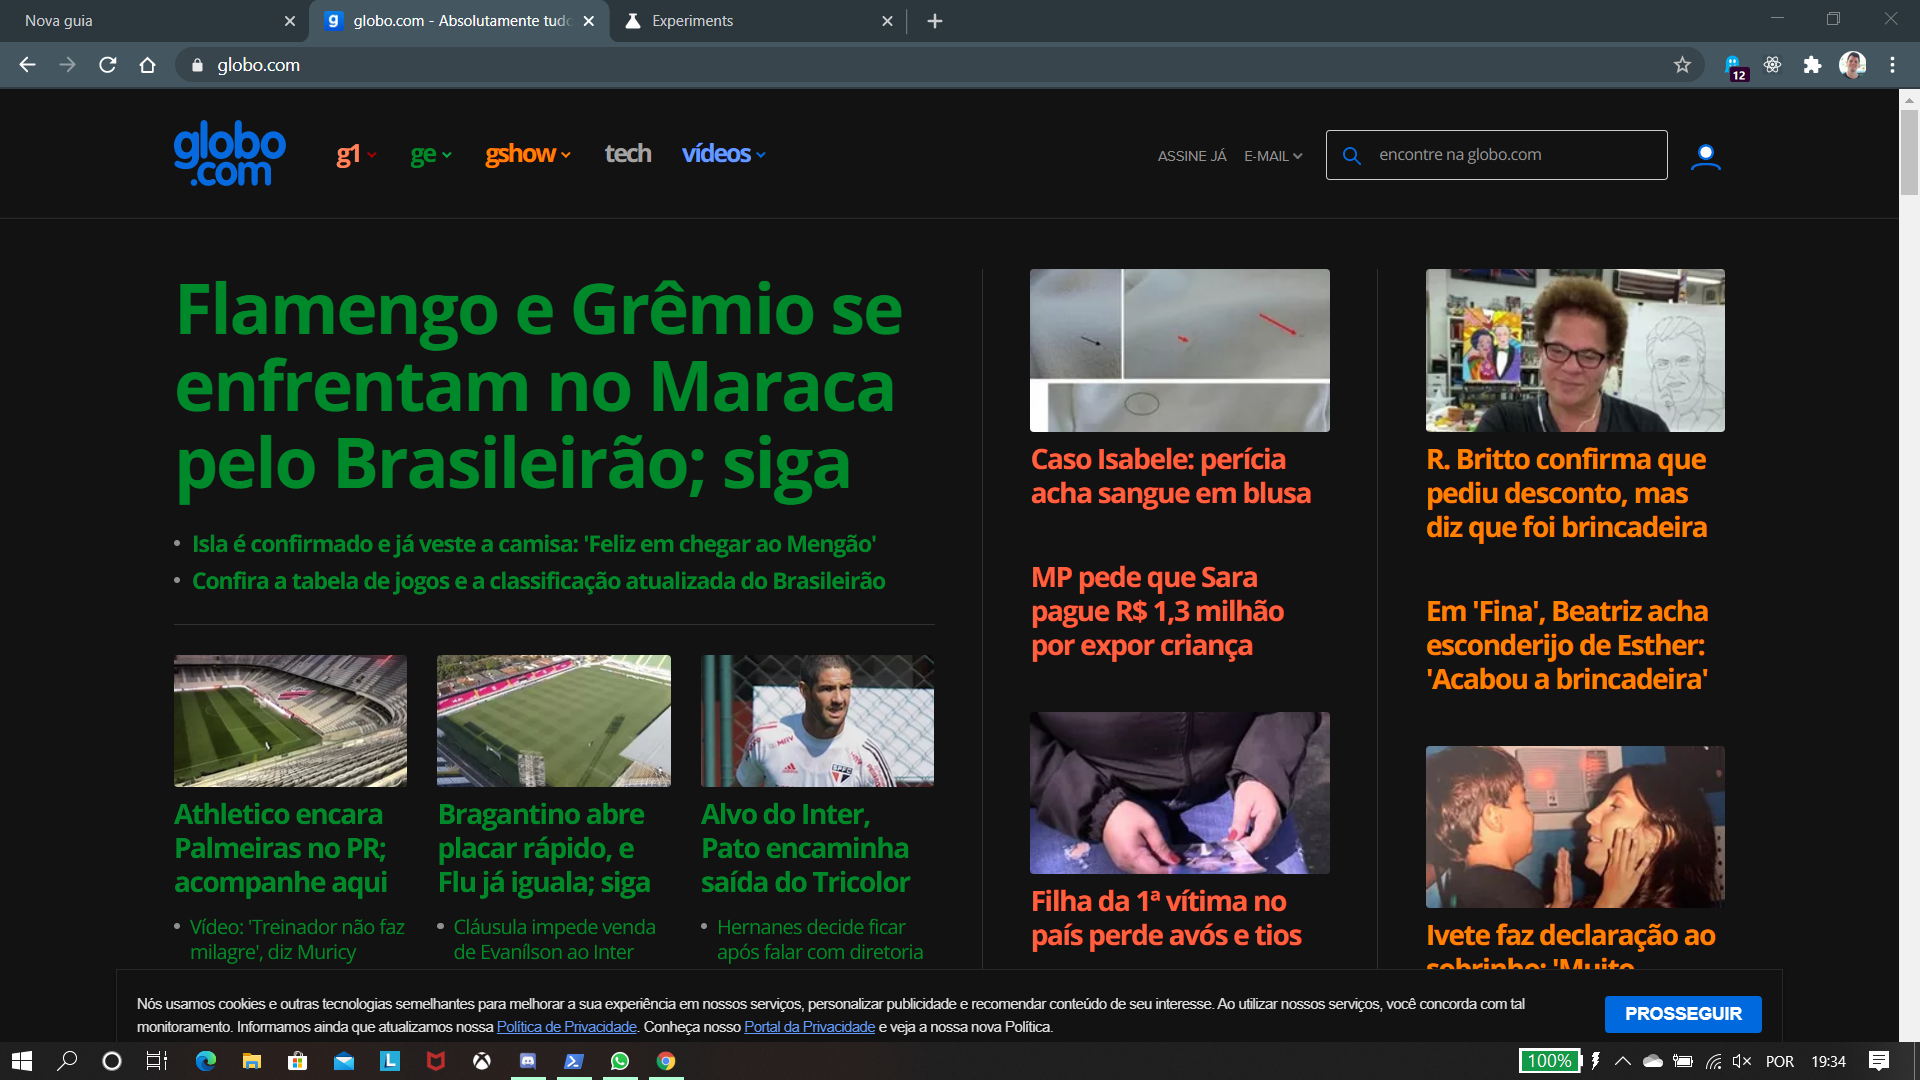 Nova guia
globo.com - Absolutamente tudo
Experiments
globo.com
12
globo
.com
g1
ge
gshow
tech
vídeos
ASSINE JÁ
E-MAIL
encontre na globo.com
Flamengo e Grêmio se
enfrentam no Maraca
pelo Brasileirão; siga
Isla é confirmado e já veste a camisa: 'Feliz em chegar ao Mengão'
Confira a tabela de jogos e a classificação atualizada do Brasileirão
Athletico encara
Palmeiras no PR;
acompanhe aqui
Vídeo: 'Treinador não faz
milagre', diz Muricy
Bragantino abre
placar rápido, e
Flu já iguala; siga
Cláusula impede venda
de Evanílson ao Inter
SPFC
Alvo do Inter,
Pato encaminha
saída do Tricolor
Hernanes decide ficar
após falar com diretoria
Caso Isabele: perícia
acha sangue em blusa
MP pede que Sara
pague R$ 1,3 milhão
por expor criança
Filha da 1ª vítima no
país perde avós e tios
R. Britto confirma que
pediu desconto, mas
diz que foi brincadeira
Em 'Fina', Beatriz acha
esconderijo de Esther:
'Acabou a brincadeira'
Ivete faz declaração ao
sobrinho: 'Muito
Nós usamos cookies e outras tecnologias semelhantes para melhorar a sua experiência em nossos serviços, personalizar publicidade e recomendar conteúdo de seu interesse. Ao utilizar nossos serviços, você concorda com tal
monitoramento. Informamos ainda que atualizamos nossa Política de Privacidade. Conheça nosso Portal da Privacidade e veja a nossa nova Política.
PROSSEGUIR
100%
POR
19:34